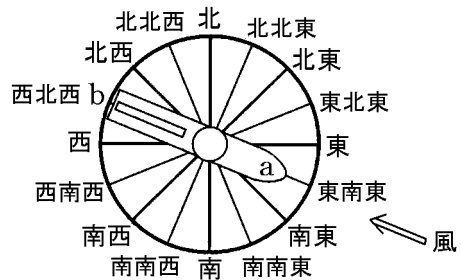 北
北北西 北北東
北西 北東
西北西 b 東北東
西 東
a
西南西 東南東
南西 南東
風
南南西 南 南南東